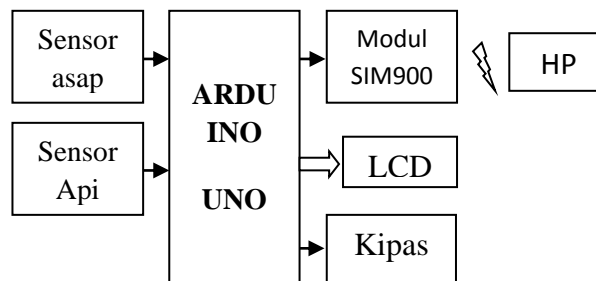 Sensor
asap
Sensor
Api
ARDU
INO
UNO
Modul
SIM900
HP
LCD
Kipas